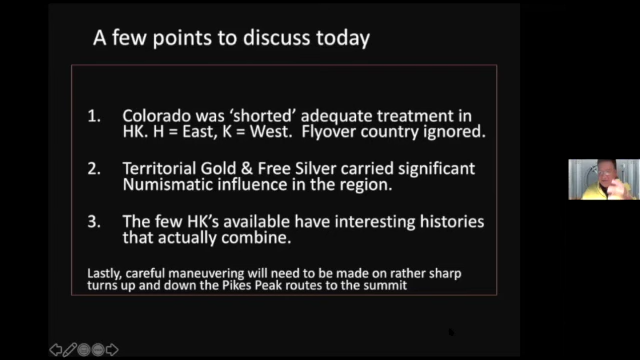 A few points to discuss today
1. Colorado was ‘shorted’ adequate treatment in
HK. H = East, K = West. Flyover country ignored.
2. Territorial Gold & Free Silver carried significant
Numismatic influence in the region.
3. The few HK’s available have interesting histories
that actually combine.
Lastly, careful maneuvering will need to be made on rather sharp
turns up and down the Pikes Peak routes to the summit